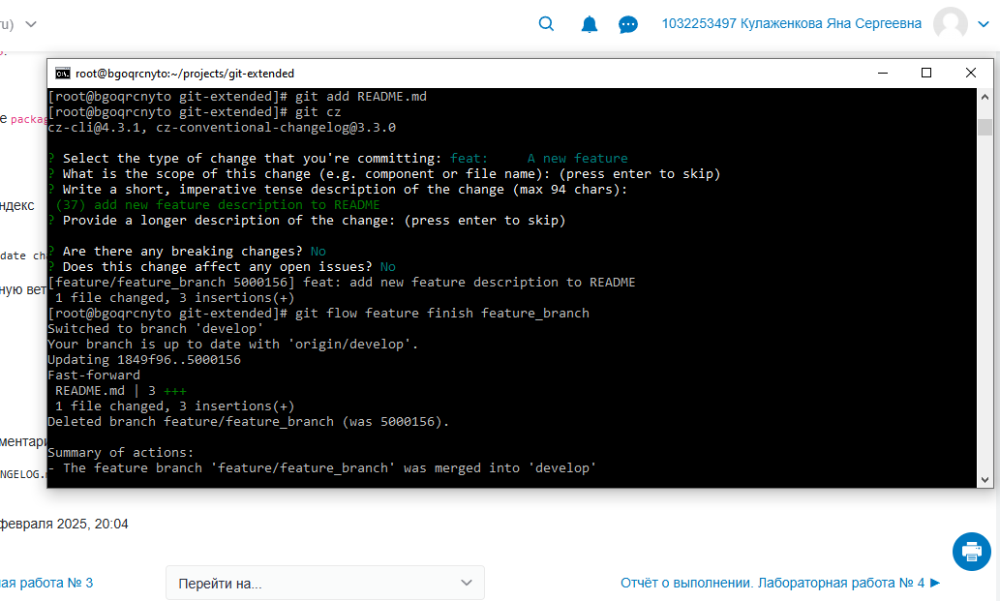 ru)
1032253497 Кулаженкова Яна Сергеевна
root@bgoqrcnyto:~/projects/git-extended
[root@bgoqrcnyto git-extended]# git add README.md
[root@bgoqrcnyto git-extended]# git cz
cz-cli@4.3.1, cz-conventional-changelog@3.3.0
? Select the type of change that you're committing: feat:     A new feature
? What is the scope of this change (e.g. component or file name): (press enter to skip)
? Write a short, imperative tense description of the change (max 94 chars):
 (37) add new feature description to README
? Provide a longer description of the change: (press enter to skip)
? Are there any breaking changes? No
? Does this change affect any open issues? No
[feature/feature_branch 5000156] feat: add new feature description to README
 1 file changed, 3 insertions(+)
[root@bgoqrcnyto git-extended]# git flow feature finish feature_branch
Switched to branch 'develop'
Your branch is up to date with 'origin/develop'.
Updating 1849f96..5000156
Fast-forward
 README.md | 3 +++
 1 file changed, 3 insertions(+)
Deleted branch feature/feature_branch (was 5000156).
Summary of actions:
- The feature branch 'feature/feature_branch' was merged into 'develop'
е packag
ндекс
date ch
ную вет
ментари
NGELOG.
февраля 2025, 20:04
ная работа № 3
Перейти на...
Отчёт о выполнении. Лабораторная работа № 4 ►